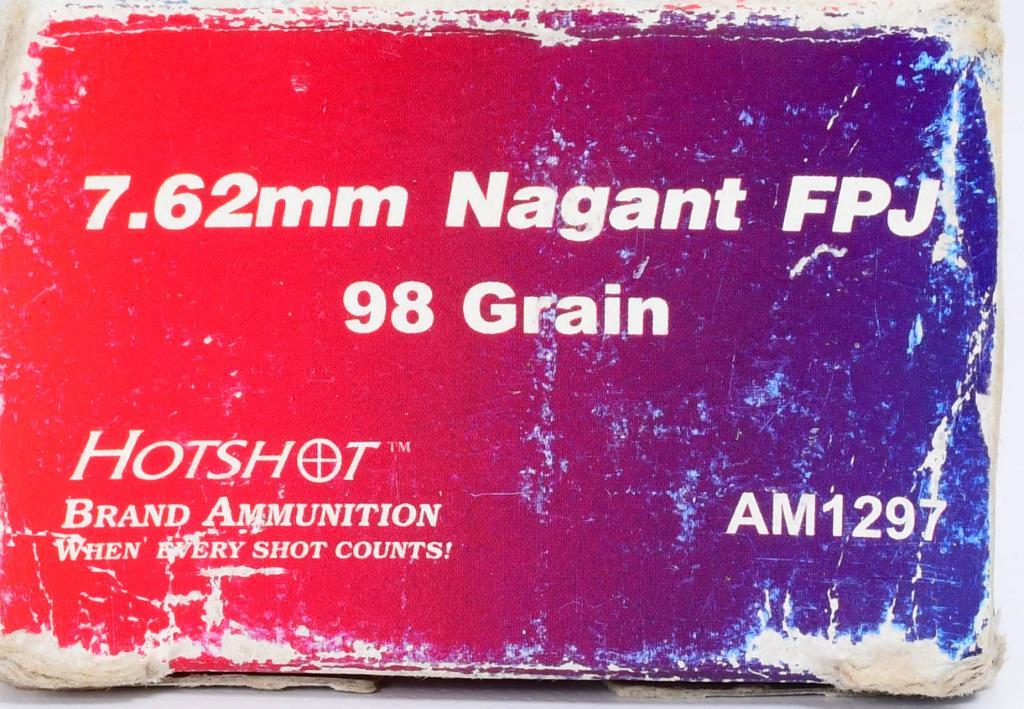 7.62mm Nagant FPJ
98 Grain
HOTSHOT™
BRAND AMMUNITION
WHEN EVERY SHOT COUNTS!
AM1297